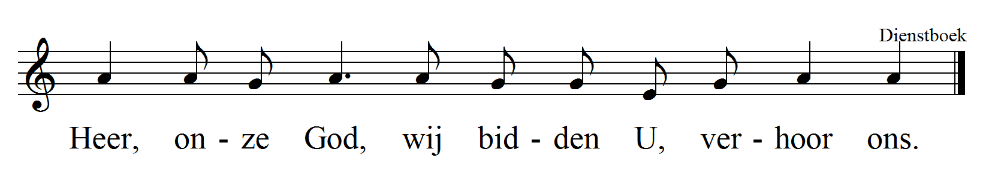 Dienstboek
Heer, on - ze God, wij bid - den U, ver - hoor ons.